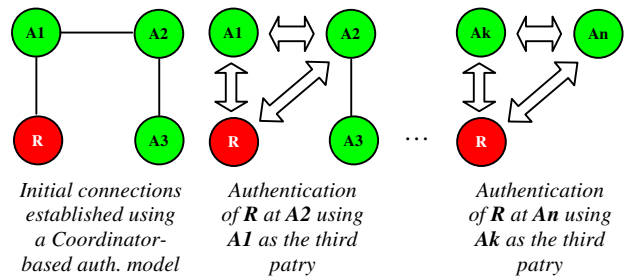 A1 A2 A1 A2 Ak An
R A3 R A3 ... R
Initial connections
established using
a Coordinator-
based auth. model
Authentication
of R at A2 using
A1 as the third
patry
Authentication
of R at An using
Ak as the third
patry